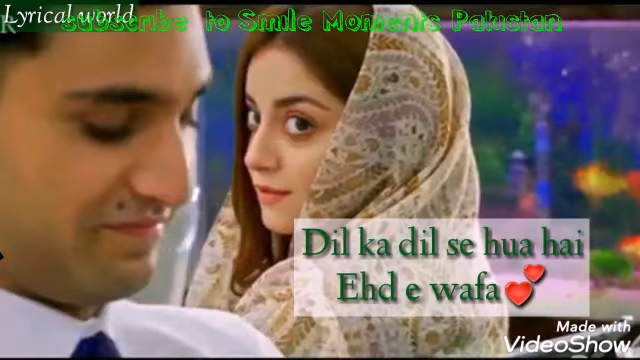 Lyrical world
subscribe to Smile Moments Pakistan
Dil ka dil se hua hai
Ehd e wafa💕
Made with
VideoShow